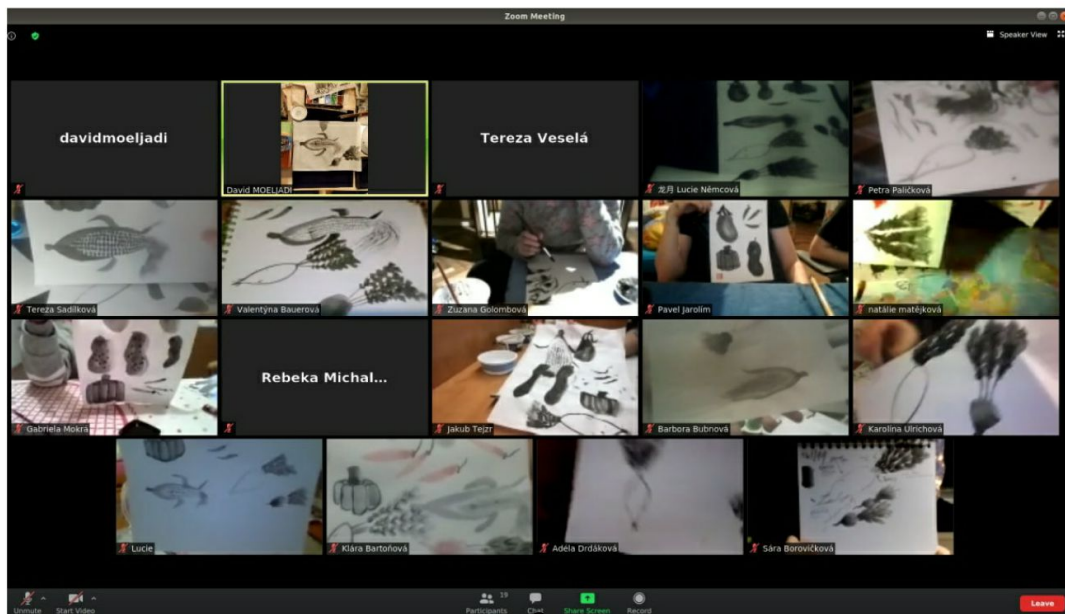 Zoom Meeting
Speaker View
davidmoeljadi
David MOELJADI
Tereza Veselá
龙月 Lucie Němcová
Petra Paličková
Tereza Sadílková
Valentýna Bauerová
Zuzana Golombová
Pavel Jarolím
natálie matějková
Gabriela Mokrá
Rebeka Michal...
Jakub Tejzr
Barbora Bubnová
Karolína Ulrichová
Lucie
Klára Bartoňová
Adéla Drdáková
Sára Borovičková
Unmute
Start Video
Participants
19
Chat
Share Screen
Record
Leave